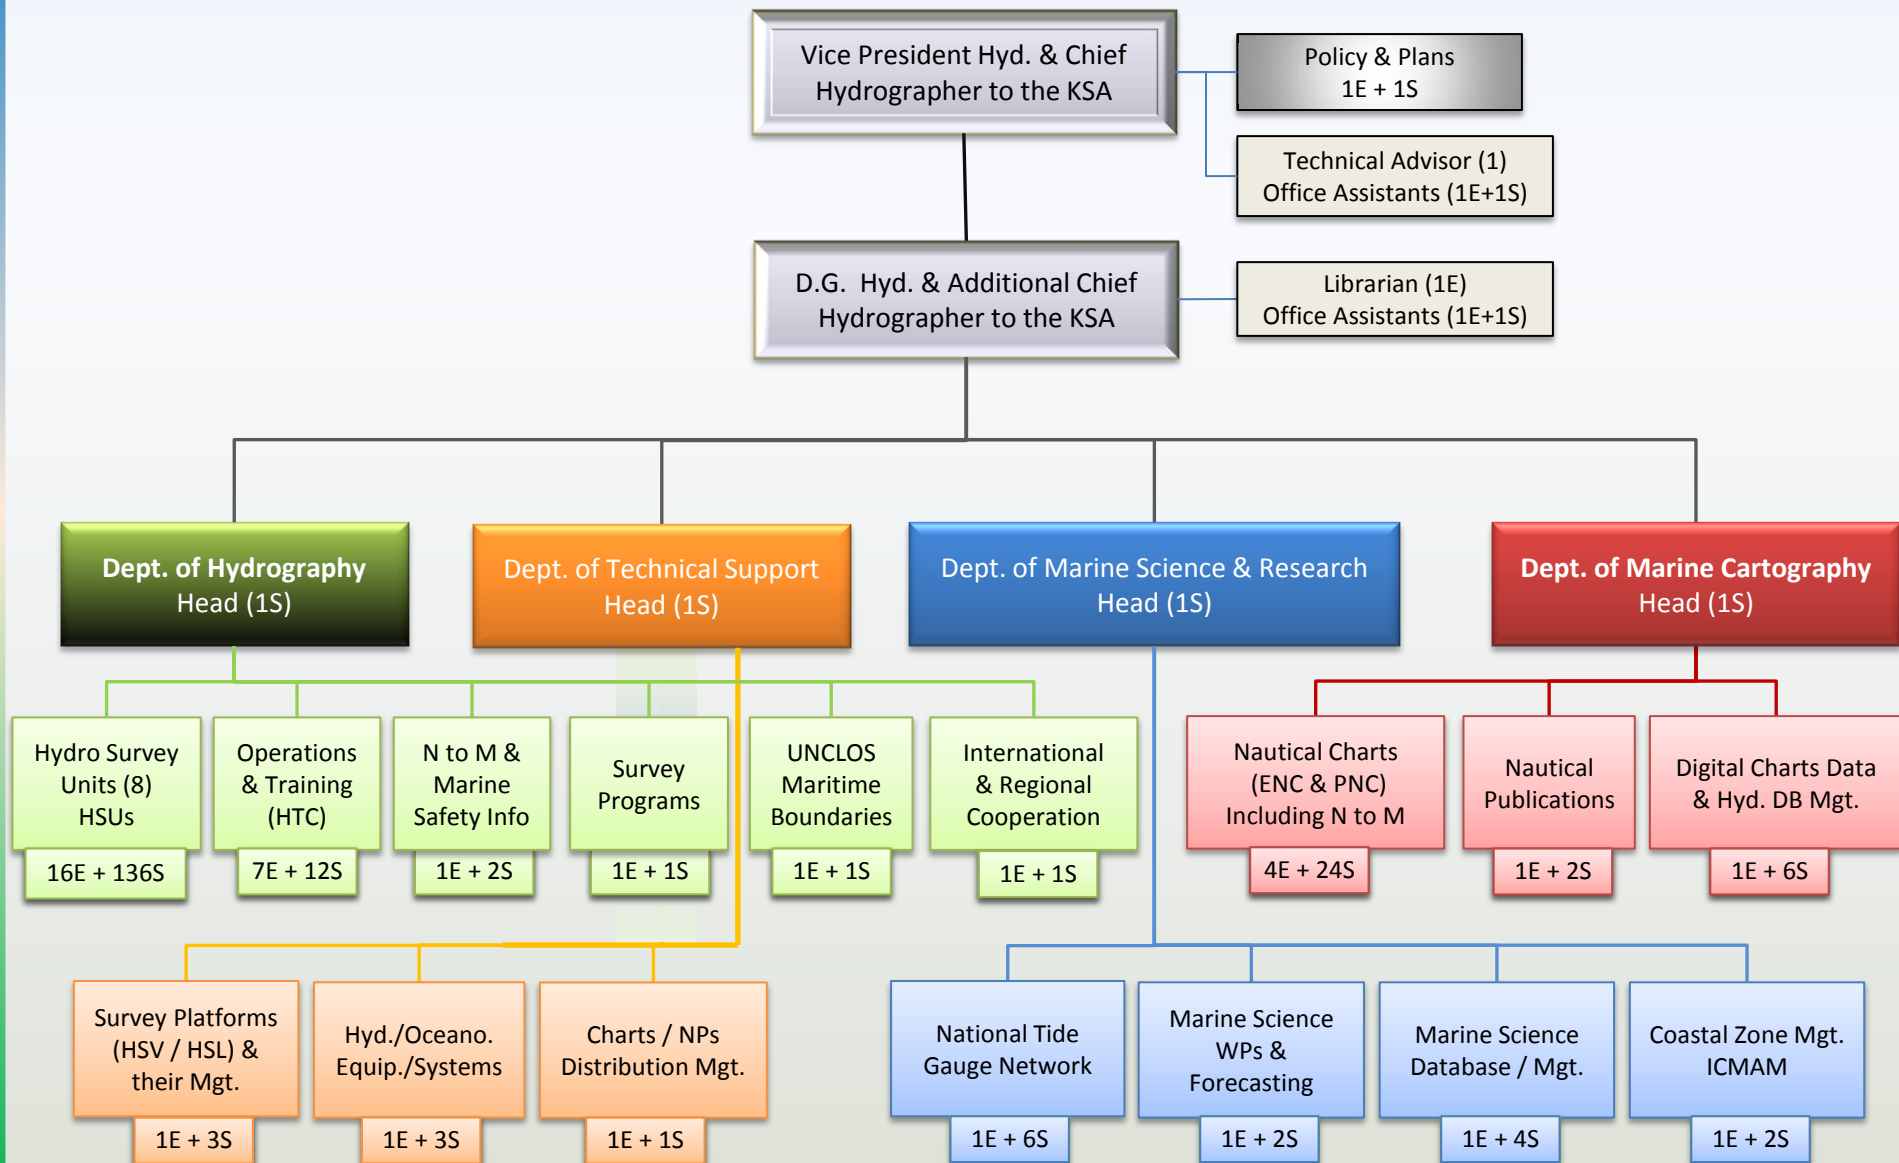 Vice President Hyd. & Chief
Hydrographer to the KSA
Policy & Plans
1E + 1S
Technical Advisor (1)
Office Assistants (1E+1S)
D.G. Hyd. & Additional Chief
Hydrographer to the KSA
Librarian (1E)
Office Assistants (1E+1S)
Dept. of Hydrography
Head (1S)
Dept. of Technical Support
Head (1S)
Dept. of Marine Science & Research
Head (1S)
Dept. of Marine Cartography
Head (1S)
Hydro Survey
Units (8)
HSUs
16E + 136S
Operations
& Training
(HTC)
7E + 12S
N to M &
Marine
Safety Info
1E + 2S
Survey
Programs
1E + 1S
UNCLOS
Maritime
Boundaries
1E + 1S
International
& Regional
Cooperation
1E + 1S
Nautical Charts
(ENC & PNC)
Including N to M
4E + 24S
Nautical
Publications
1E + 2S
Digital Charts Data
& Hyd. DB Mgt.
1E + 6S
Survey Platforms
(HSV / HSL) &
their Mgt.
1E + 3S
Hyd./Oceano.
Equip./Systems
1E + 3S
Charts / NPs
Distribution Mgt.
1E + 1S
National Tide
Gauge Network
1E + 6S
Marine Science
WPs &
Forecasting
1E + 2S
Marine Science
Database / Mgt.
1E + 4S
Coastal Zone Mgt.
ICMAM
1E + 2S